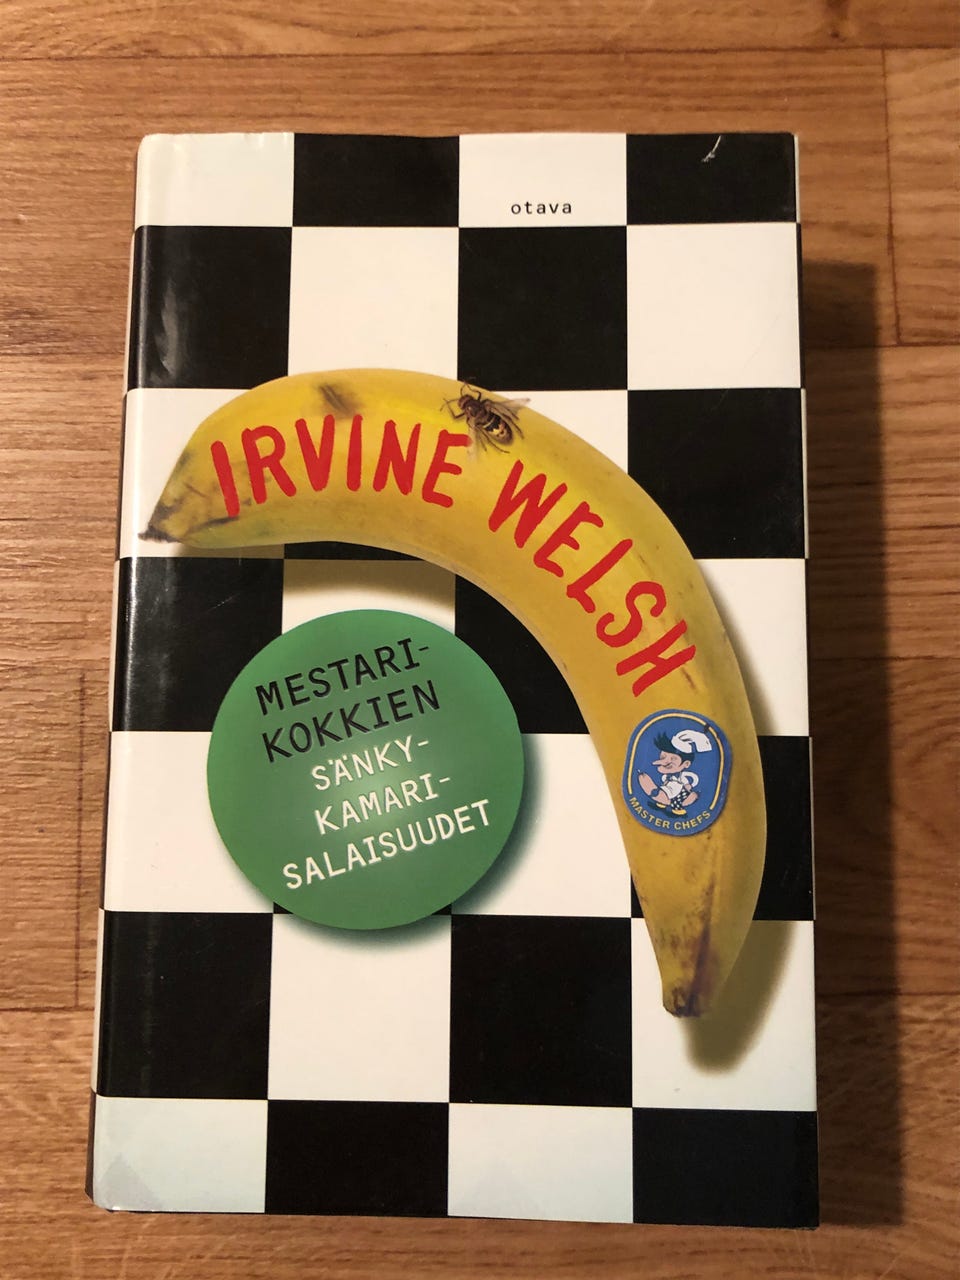 otava
IRVINE WELSH
MESTARI-
KOKKIEN
SÄNKY-
KAMARI-
SALAISUUDET
MASTER CHEFS